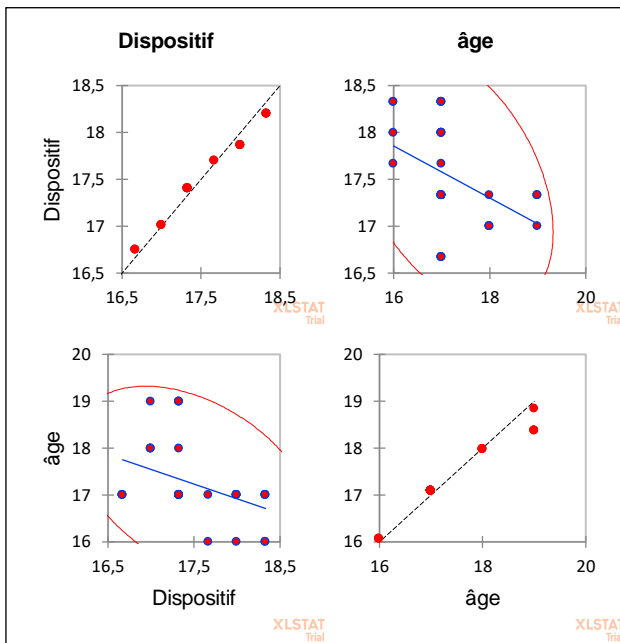 Dispositif
âge
Dispositif
18,5
18
17,5
17
16,5
16,5
17,5
18,5
XLSTAT
Trial
18,5
18
17,5
17
16,5
16
18
20
XLSTAT
Trial
âge
20
19
18
17
16
16,5
17,5
18,5
Dispositif
XLSTAT
Trial
20
19
18
17
16
16
18
20
âge
XLSTAT
Trial